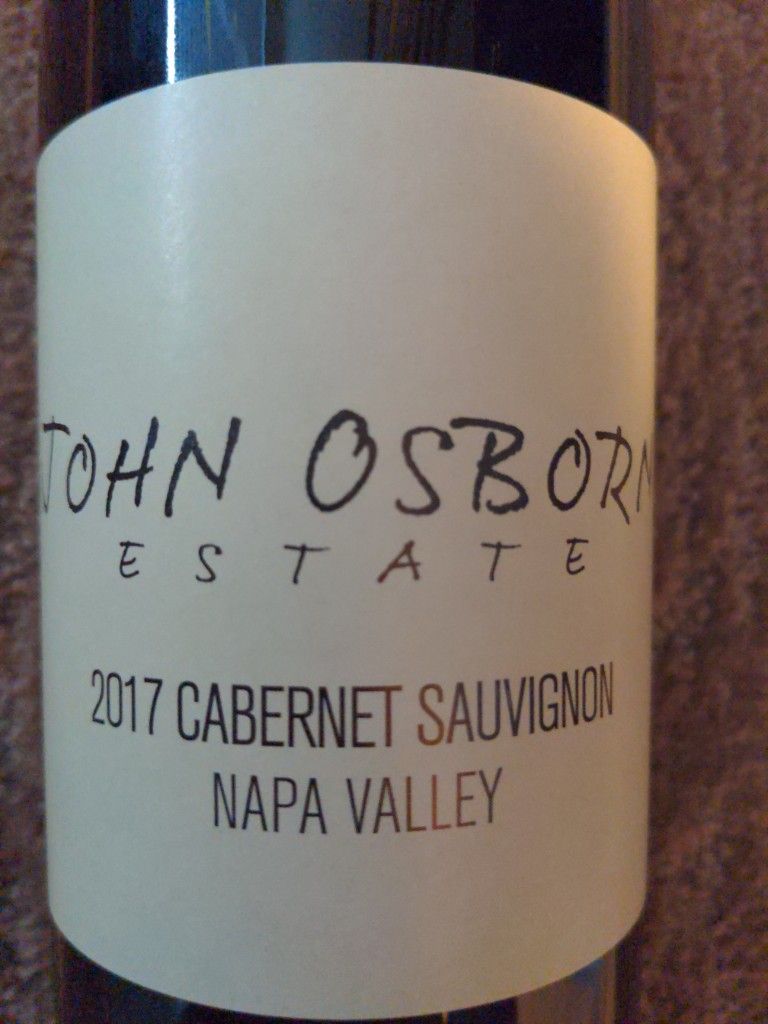 JOHN OSBORN
ESTATE
2017 CABERNET SAUVIGNON
NAPA VALLEY